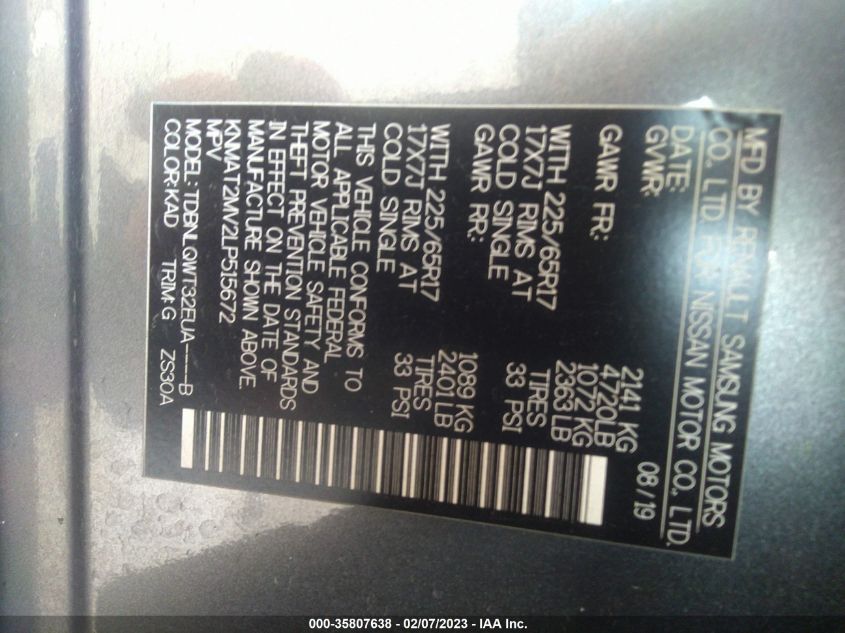 MFD BY RENAULT SAMSUNG MOTORS
CO., LTD. FOR NISSAN MOTOR CO., LTD.
DATE: 08/19
GVWR: 2141 KG
4720LB
GAWR FR: 1072 KG
2363 LB
WITH 225/65R17 TIRES
17X7J RIMS AT 33 PSI
COLD SINGLE
GAWR RR: 1089 KG
2401 LB
WITH 225/65R17 TIRES
17X7J RIMS AT 33 PSI
COLD SINGLE
THIS VEHICLE CONFORMS TO
ALL APPLICABLE FEDERAL
MOTOR VEHICLE SAFETY AND
THEFT PREVENTION STANDARDS
IN EFFECT ON THE DATE OF
MANUFACTURE SHOWN ABOVE.
KNMAT2MV2LP515672
MPV
MODEL: TDBNLQWT32EUA-----B
COLOR:KAD TRIM:G ZS30A
000-35807638 - 02/07/2023 - IAA Inc.